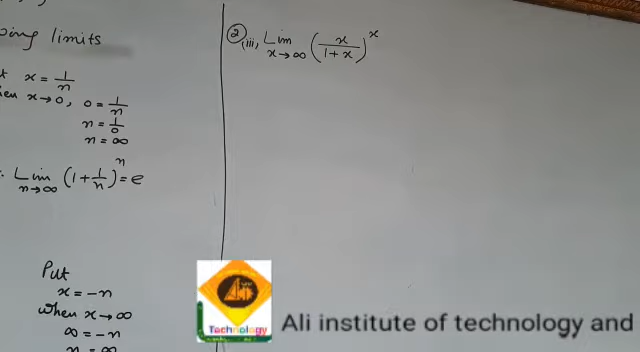 ping limits
x = 1/n
when x→0, 0 = 1/n
n = 1/0
n = ∞
Lim n→∞ (1 + 1/n)^n = e
Put
x = -n
when x→∞
∞ = -n
n = ∞
② (iii) Lim x→∞ (x/(1+x))^x
Technology
Ali institute of technology and